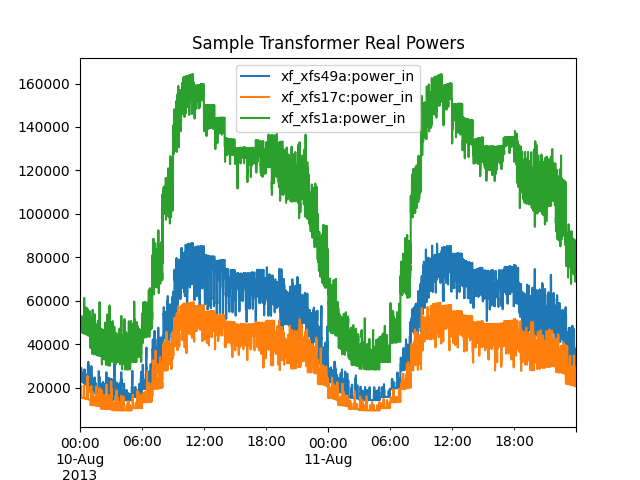 Sample Transformer Real Powers
xf_xfs49a:power_in
xf_xfs17c:power_in
xf_xfs1a:power_in
160000
140000
120000
100000
80000
60000
40000
20000
00:00 06:00 12:00 18:00 00:00 06:00 12:00 18:00
10-Aug 11-Aug
2013